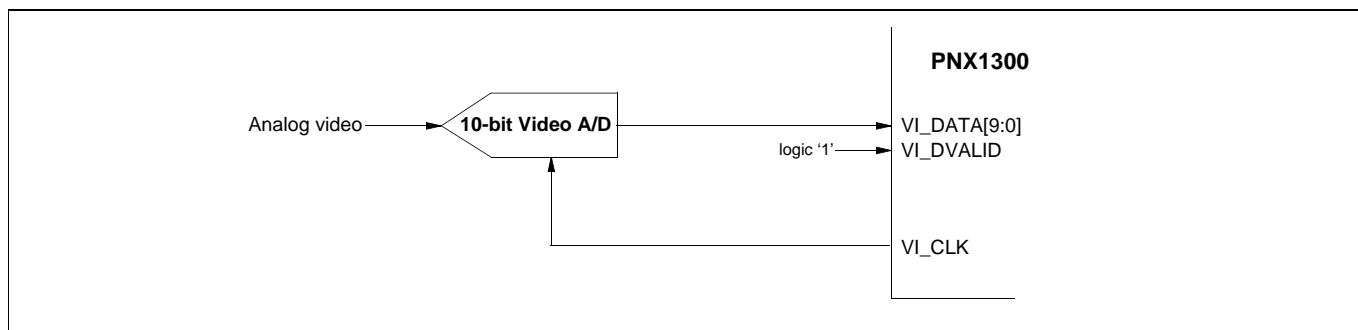 PNX1300
Analog video
10-bit Video A/D
VI_DATA[9:0]
logic ‘1’
VI_DVALID
VI_CLK